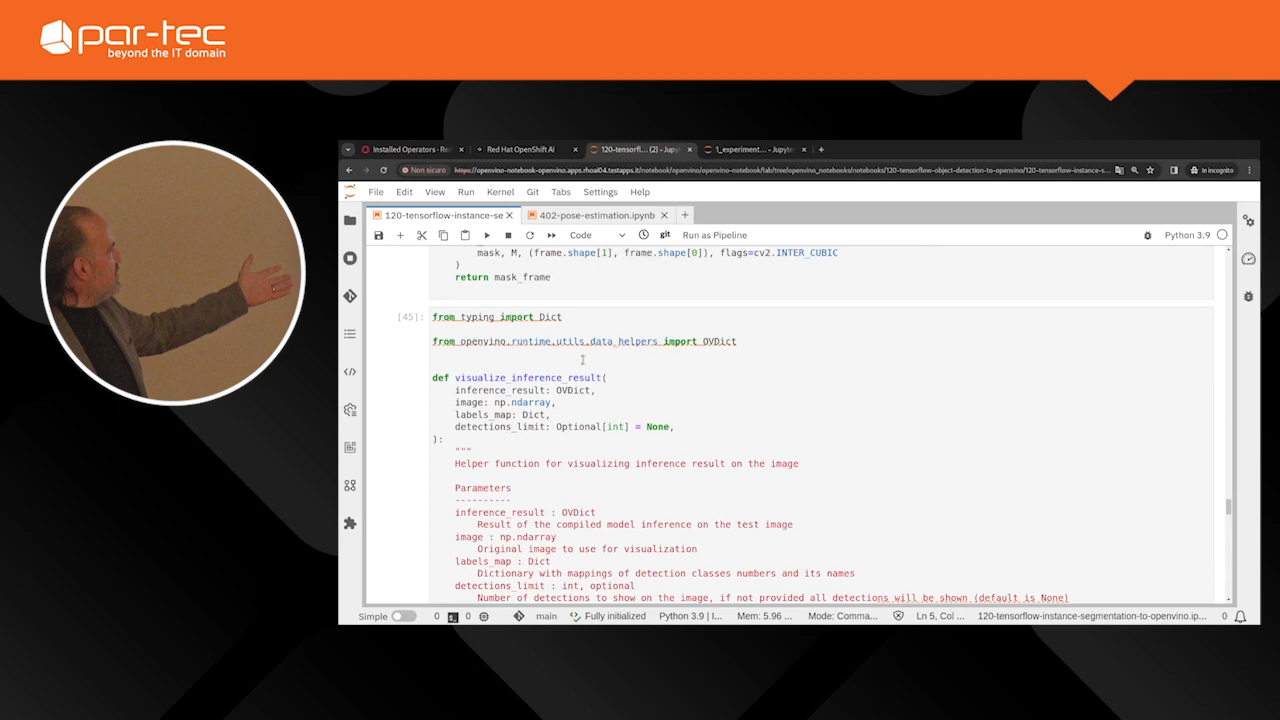 par-tec
beyond the IT domain
Installed Operators · Re
Red Hat OpenShift AI
120-tensorfl... (2) - Jupy
1_experiment... - Jupyte
Non sicuro
https://openvino-notebook-openvino.apps.rhoai04.testapps.it/notebook/openvino/openvino-notebook/lab/tree/openvino_notebooks/notebooks/120-tensorflow-object-detection-to-openvino/120-tensorflow-instance-s...
In incognito
File Edit View Run Kernel Git Tabs Settings Help
120-tensorflow-instance-se
402-pose-estimation.ipynb
Code
git
Run as Pipeline
Python 3.9
mask, M, (frame.shape[1], frame.shape[0]), flags=cv2.INTER_CUBIC
)
return mask_frame
[45]:
from typing import Dict
from openvino.runtime.utils.data_helpers import OVDict
def visualize_inference_result(
inference_result: OVDict,
image: np.ndarray,
labels_map: Dict,
detections_limit: Optional[int] = None,
):
"""
Helper function for visualizing inference result on the image
Parameters
----------
inference_result : OVDict
Result of the compiled model inference on the test image
image : np.ndarray
Original image to use for visualization
labels_map : Dict
Dictionary with mappings of detection classes numbers and its names
detections_limit : int, optional
Number of detections to show on the image, if not provided all detections will be shown (default is None)
Simple 0 0 main Fully initialized Python 3.9 | I... Mem: 5.96 ... Mode: Comma... Ln 5, Col ... 120-tensorflow-instance-segmentation-to-openvino.ip... 0